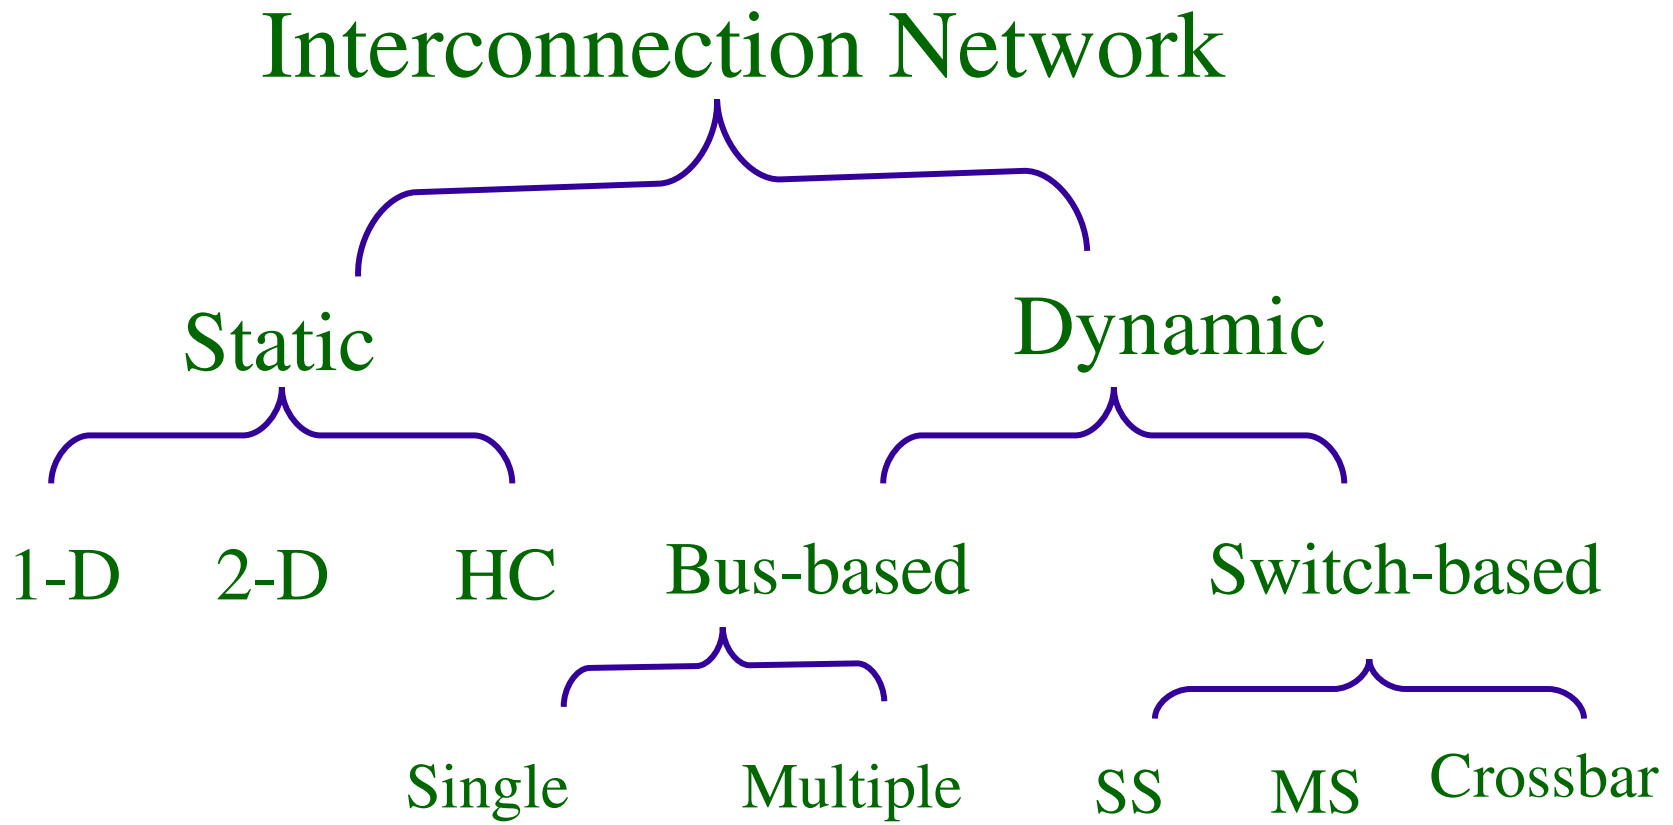 Interconnection Network
Static
Dynamic
1-D
2-D
HC
Bus-based
Switch-based
Single
Multiple
SS
MS
Crossbar